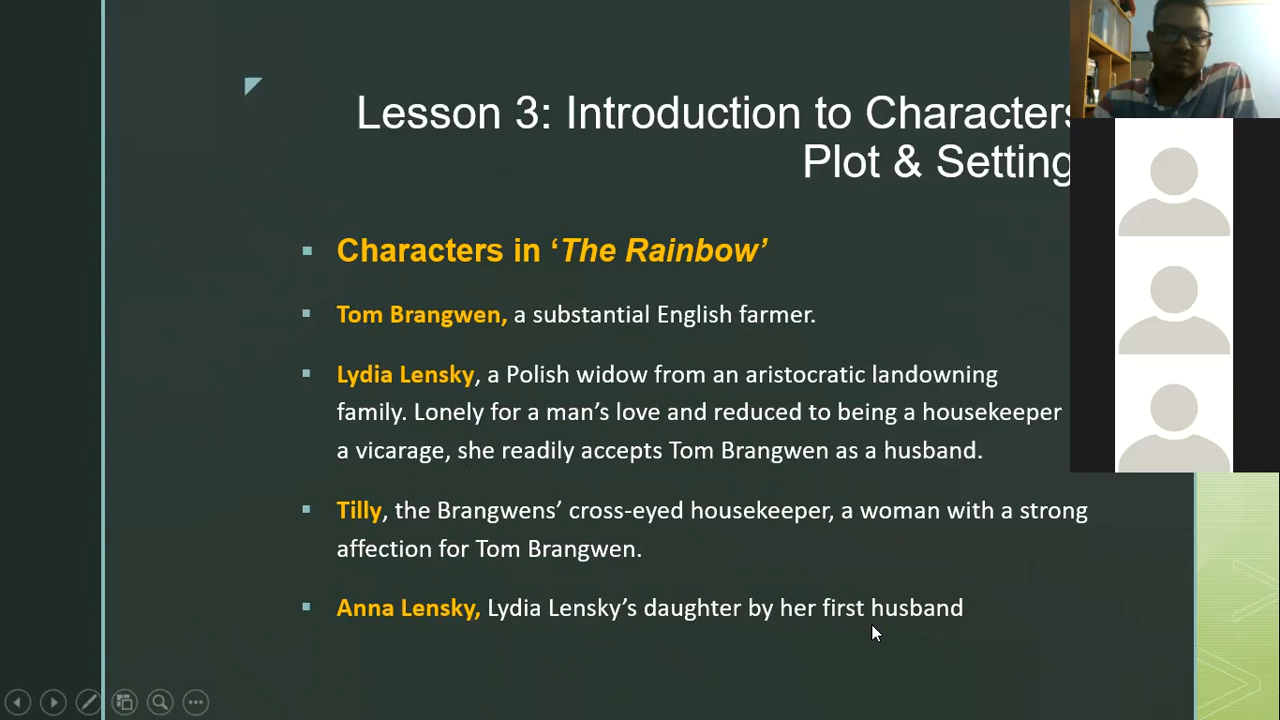 Lesson 3: Introduction to Characters
Plot & Setting
Characters in ‘The Rainbow’
Tom Brangwen, a substantial English farmer.
Lydia Lensky, a Polish widow from an aristocratic landowning
family. Lonely for a man’s love and reduced to being a housekeeper
a vicarage, she readily accepts Tom Brangwen as a husband.
Tilly, the Brangwens’ cross-eyed housekeeper, a woman with a strong
affection for Tom Brangwen.
Anna Lensky, Lydia Lensky’s daughter by her first husband